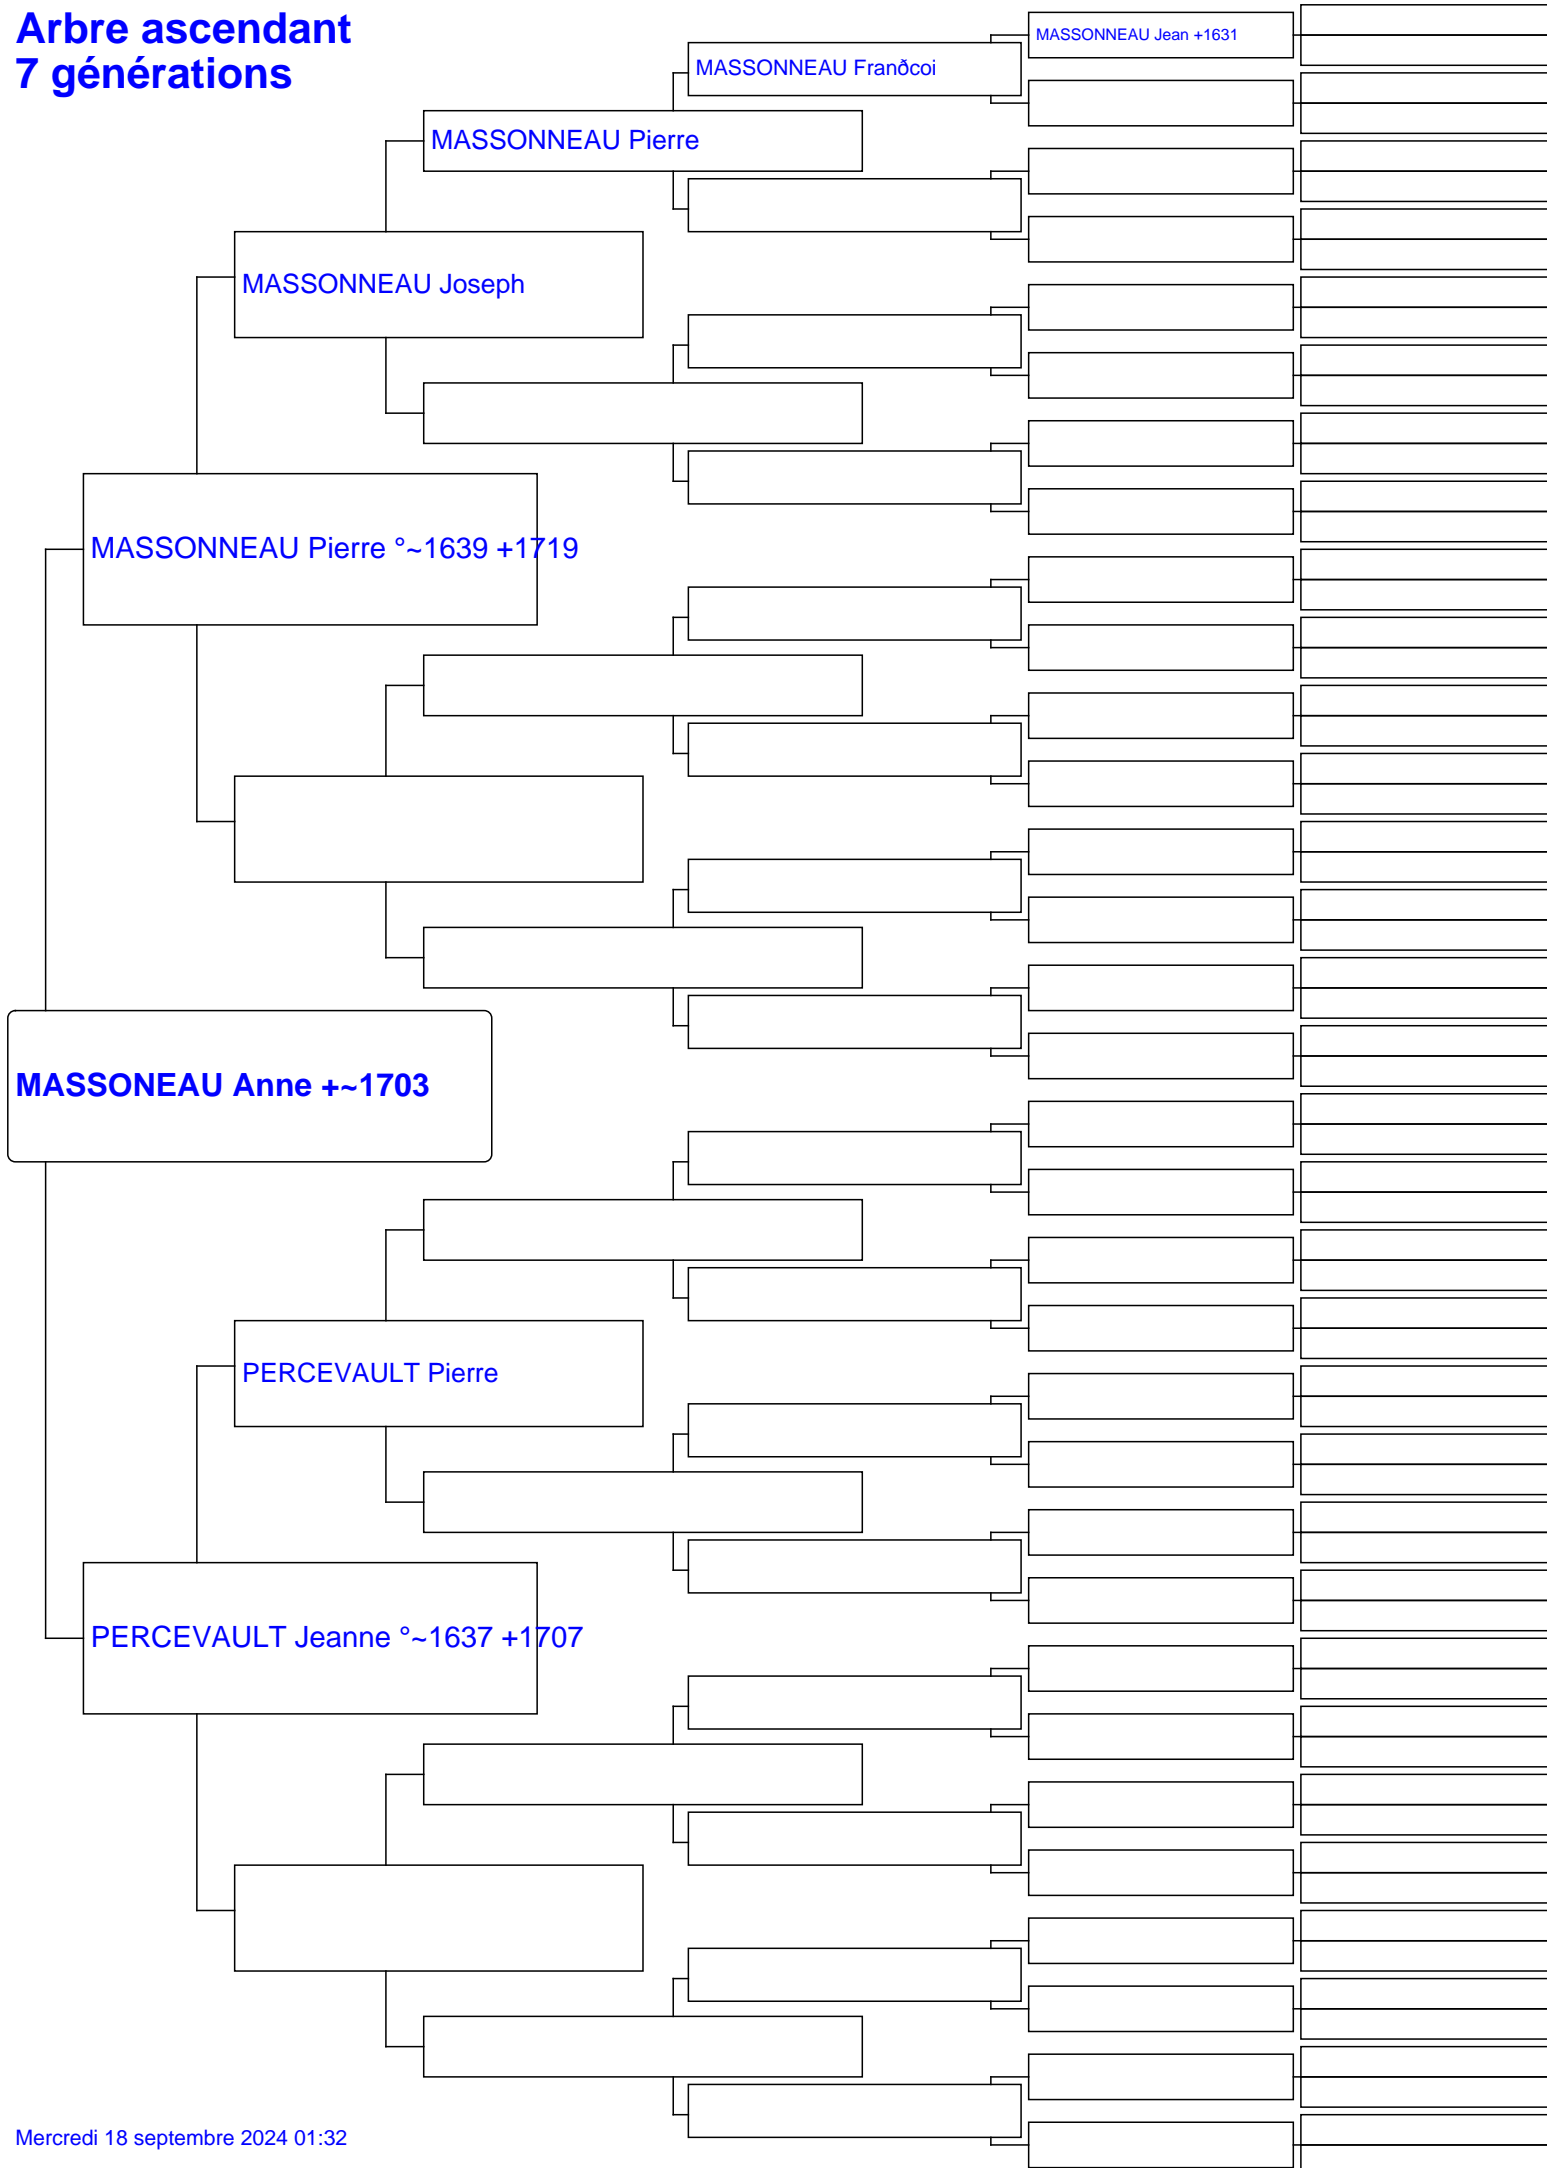 Arbre ascendant
7 générations
MASSONNEAU Jean +1631
MASSONNEAU Franðcoi
MASSONNEAU Pierre
MASSONNEAU Joseph
MASSONNEAU Pierre °~1639 +1719
MASSONEAU Anne +~1703
PERCEVAULT Pierre
PERCEVAULT Jeanne °~1637 +1707
Mercredi 18 septembre 2024 01:32